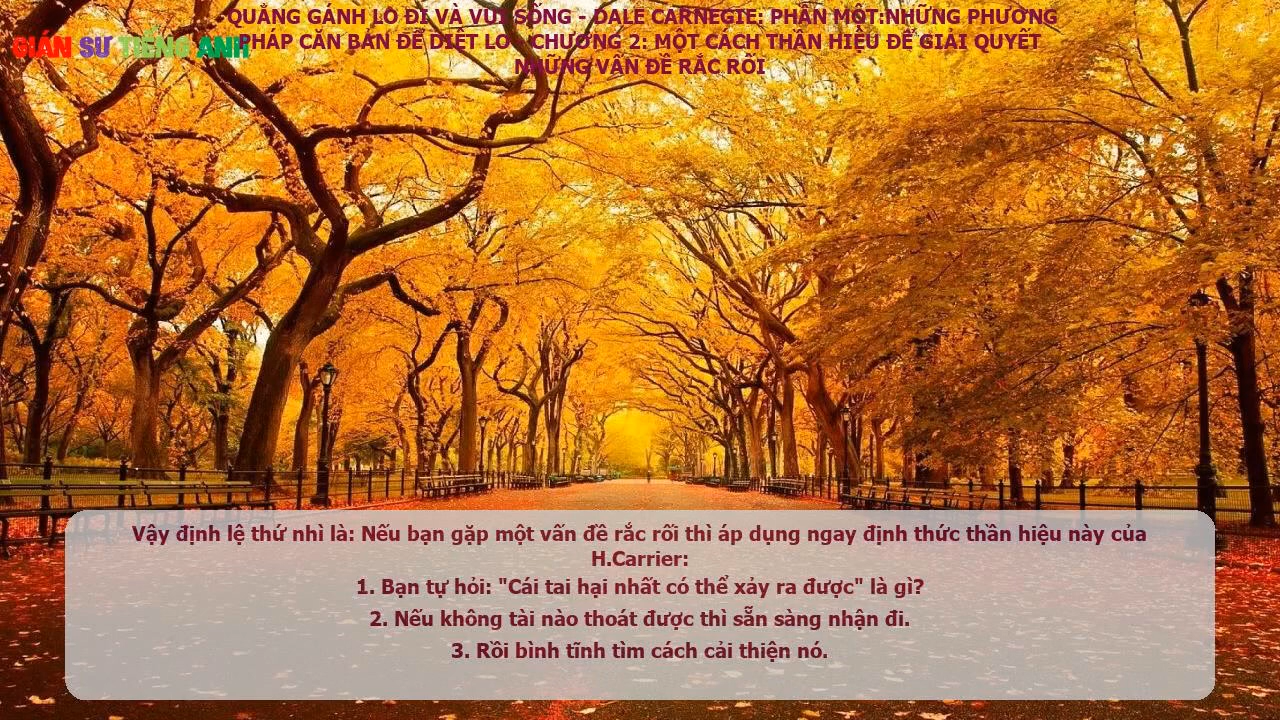 QUẲNG GÁNH LO ĐI VÀ VUI SỐNG - DALE CARNEGIE: PHẦN MỘT:NHỮNG PHƯƠNG
PHÁP CĂN BẢN ĐỂ DIỆT LO - CHƯƠNG 2: MỘT CÁCH THẦN HIỆU ĐỂ GIẢI QUYẾT
NHỮNG VẤN ĐỀ RẮC RỐI
GIÁN SƯ TIẾNG ANH
Vậy định lệ thứ nhì là: Nếu bạn gặp một vấn đề rắc rối thì áp dụng ngay định thức thần hiệu này của
H.Carrier:
1. Bạn tự hỏi: "Cái tai hại nhất có thể xảy ra được" là gì?
2. Nếu không tài nào thoát được thì sẵn sàng nhận đi.
3. Rồi bình tĩnh tìm cách cải thiện nó.